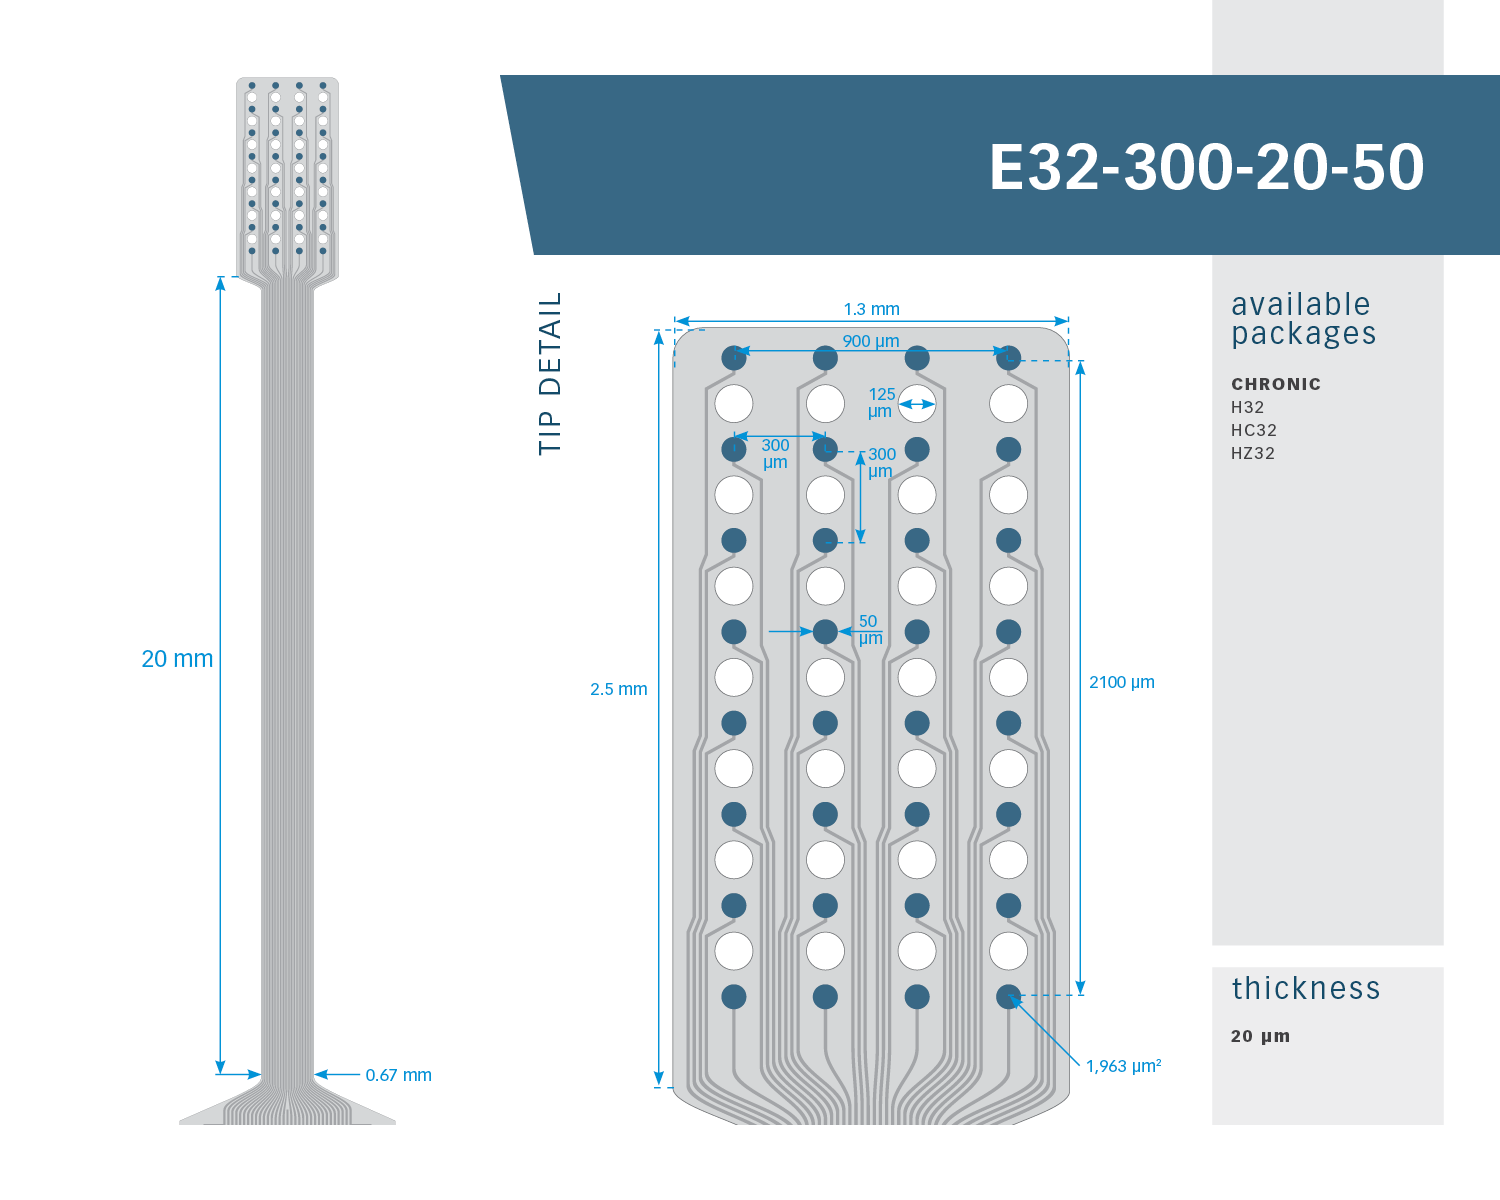 E32-300-20-50
TIP DETAIL
1.3 mm
900 µm
125
µm
300
µm
300
µm
50
µm
2.5 mm
2100 µm
1,963 µm²
20 mm
0.67 mm
available
packages
CHRONIC
H32
HC32
HZ32
thickness
20 µm